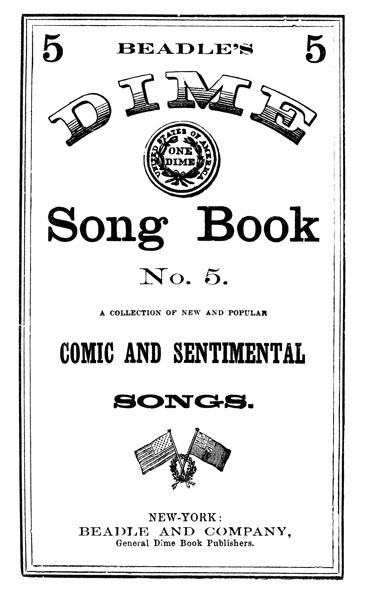 5 BEADLE'S 5
DIME
UNITED STATES OF AMERICA
ONE
DIME
Song Book
No. 5.
A COLLECTION OF NEW AND POPULAR
COMIC AND SENTIMENTAL
SONGS.
NEW-YORK:
BEADLE AND COMPANY,
General Dime Book Publishers.